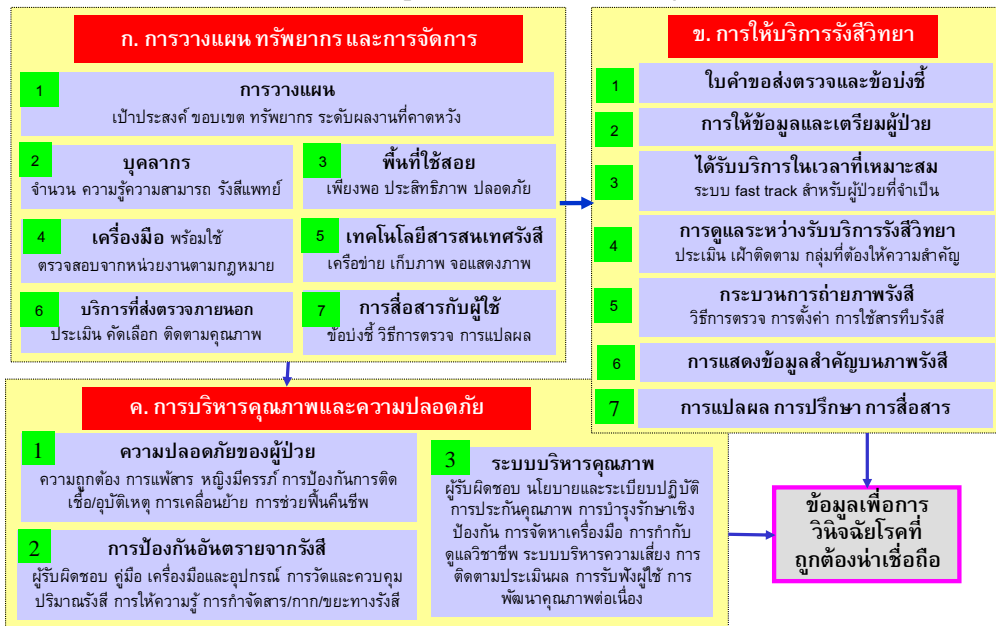 ก. การวางแผน ทรัพยากร และการจัดการ
1
การวางแผน
เป้าประสงค์ ขอบเขต ทรัพยากร ระดับผลงานที่คาดหวัง
2
บุคลากร
จำนวน ความรู้ความสามารถ รังสีแพทย์
3
พื้นที่ใช้สอย
เพียงพอ ประสิทธิภาพ ปลอดภัย
4
เครื่องมือ พร้อมใช้
ตรวจสอบจากหน่วยงานตามกฎหมาย
5
เทคโนโลยีสารสนเทศรังสี
เครือข่าย เก็บภาพ จอแสดงภาพ
6
บริการที่ส่งตรวจภายนอก
ประเมิน คัดเลือก ติดตามคุณภาพ
7
การสื่อสารกับผู้ใช้
ข้อบ่งชี้ วิธีการตรวจ การแปลผล
ข. การให้บริการรังสีวิทยา
1
ใบคำขอส่งตรวจและข้อบ่งชี้
2
การให้ข้อมูลและเตรียมผู้ป่วย
3
ได้รับบริการในเวลาที่เหมาะสม
ระบบ fast track สำหรับผู้ป่วยที่จำเป็น
4
การดูแลระหว่างรับบริการรังสีวิทยา
ประเมิน เฝ้าติดตาม กลุ่มที่ต้องให้ความสำคัญ
5
กระบวนการถ่ายภาพรังสี
วิธีการตรวจ การตั้งค่า การใช้สารทึบรังสี
6
การแสดงข้อมูลสำคัญบนภาพรังสี
7
การแปลผล การปรึกษา การสื่อสาร
ค. การบริหารคุณภาพและความปลอดภัย
1
ความปลอดภัยของผู้ป่วย
ความถูกต้อง การแพ้สาร หญิงมีครรภ์ การป้องกันการติด
เชื้อ/อุบัติเหตุ การเคลื่อนย้าย การช่วยฟื้นคืนชีพ
2
การป้องกันอันตรายจากรังสี
ผู้รับผิดชอบ คู่มือ เครื่องมือและอุปกรณ์ การวัดและควบคุม
ปริมาณรังสี การให้ความรู้ การกำจัดสาร/กาก/ขยะทางรังสี
3
ระบบบริหารคุณภาพ
ผู้รับผิดชอบ นโยบายและระเบียบปฏิบัติ
การประกันคุณภาพ การบำรุงรักษาเชิง
ป้องกัน การจัดหาเครื่องมือ การกำกับ
ดูแลวิชาชีพ ระบบบริหารความเสี่ยง การ
ติดตามประเมินผล การรับฟังผู้ใช้ การ
พัฒนาคุณภาพต่อเนื่อง
ข้อมูลเพื่อการ
วินิจฉัยโรคที่
ถูกต้องน่าเชื่อถือ